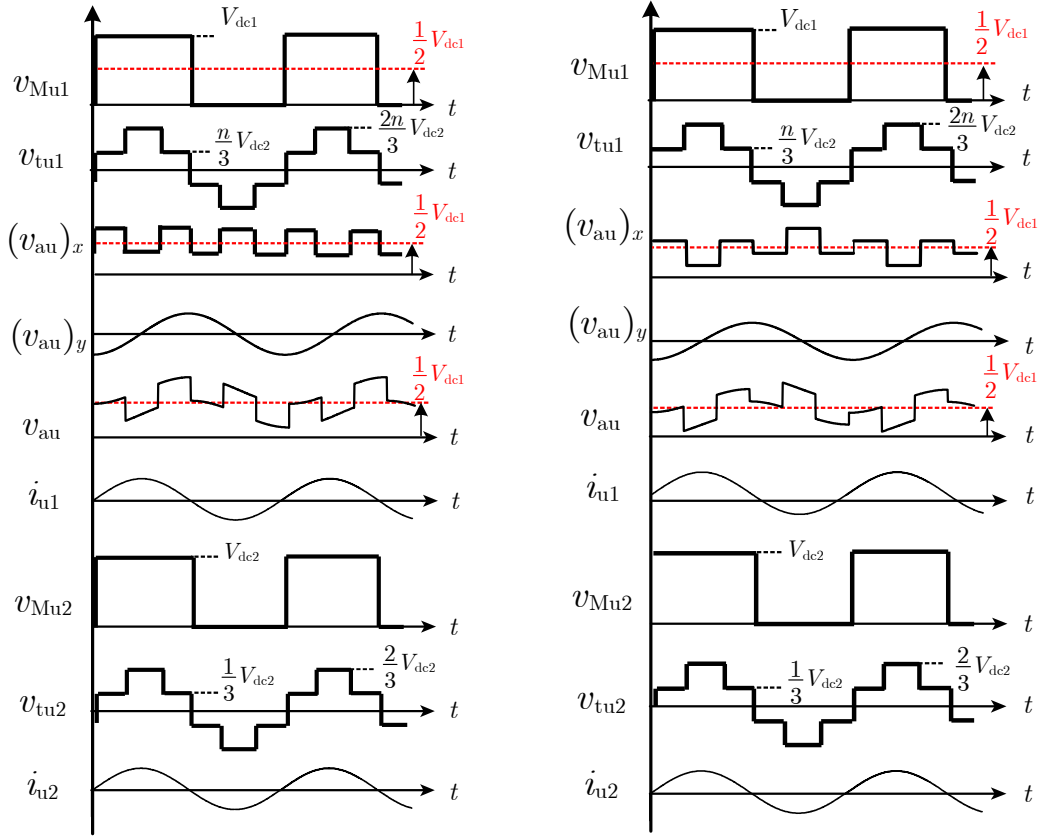 V_dc1
1/2 V_dc1
v_Mu1
t
n/3 V_dc2
2n/3 V_dc2
v_tu1
t
1/2 V_dc1
(v_au)_x
t
(v_au)_y
t
1/2 V_dc1
v_au
t
i_u1
t
V_dc2
v_Mu2
t
1/3 V_dc2
2/3 V_dc2
v_tu2
t
i_u2
t
V_dc1
1/2 V_dc1
v_Mu1
t
n/3 V_dc2
2n/3 V_dc2
v_tu1
t
1/2 V_dc1
(v_au)_x
t
(v_au)_y
t
1/2 V_dc1
v_au
t
i_u1
t
V_dc2
v_Mu2
t
1/3 V_dc2
2/3 V_dc2
v_tu2
t
i_u2
t